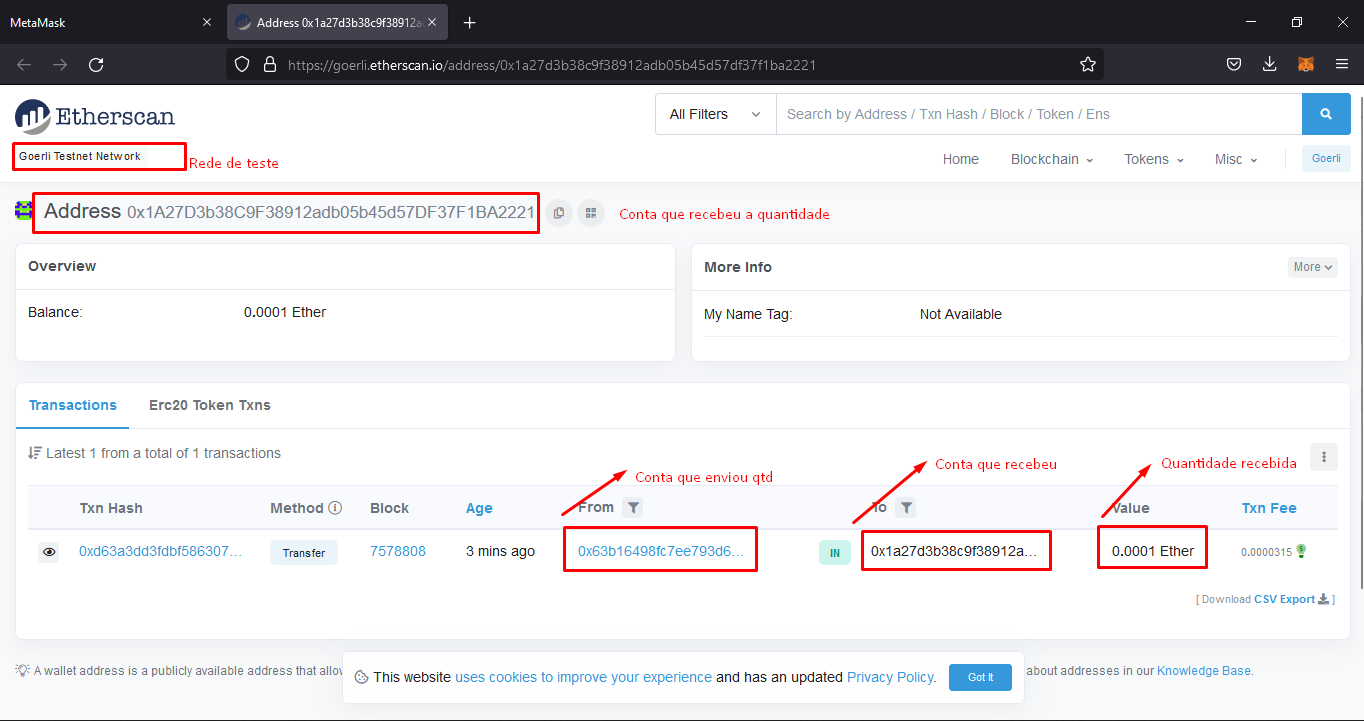 MetaMask
Address 0x1a27d3b38c9f38912a
https://goerli.etherscan.io/address/0x1a27d3b38c9f38912adb05b45d57df37f1ba2221
Etherscan
All Filters
Search by Address / Txn Hash / Block / Token / Ens
Goerli Testnet Network
Rede de teste
Home Blockchain Tokens Misc Goerli
Address 0x1A27D3b38C9F38912adb05b45d57DF37F1BA2221
Conta que recebeu a quantidade
Overview
More Info
More
Balance: 0.0001 Ether
My Name Tag: Not Available
Transactions Erc20 Token Txns
Latest 1 from a total of 1 transactions
Conta que enviou qtd
Conta que recebeu
Quantidade recebida
Txn Hash Method Block Age From To Value Txn Fee
0xd63a3dd3fdbf586307... Transfer 7578808 3 mins ago 0x63b16498fc7ee793d6... IN 0x1a27d3b38c9f38912a... 0.0001 Ether 0.0000315
[ Download CSV Export ]
A wallet address is a publicly available address that allow about addresses in our Knowledge Base.
This website uses cookies to improve your experience and has an updated Privacy Policy. Got It